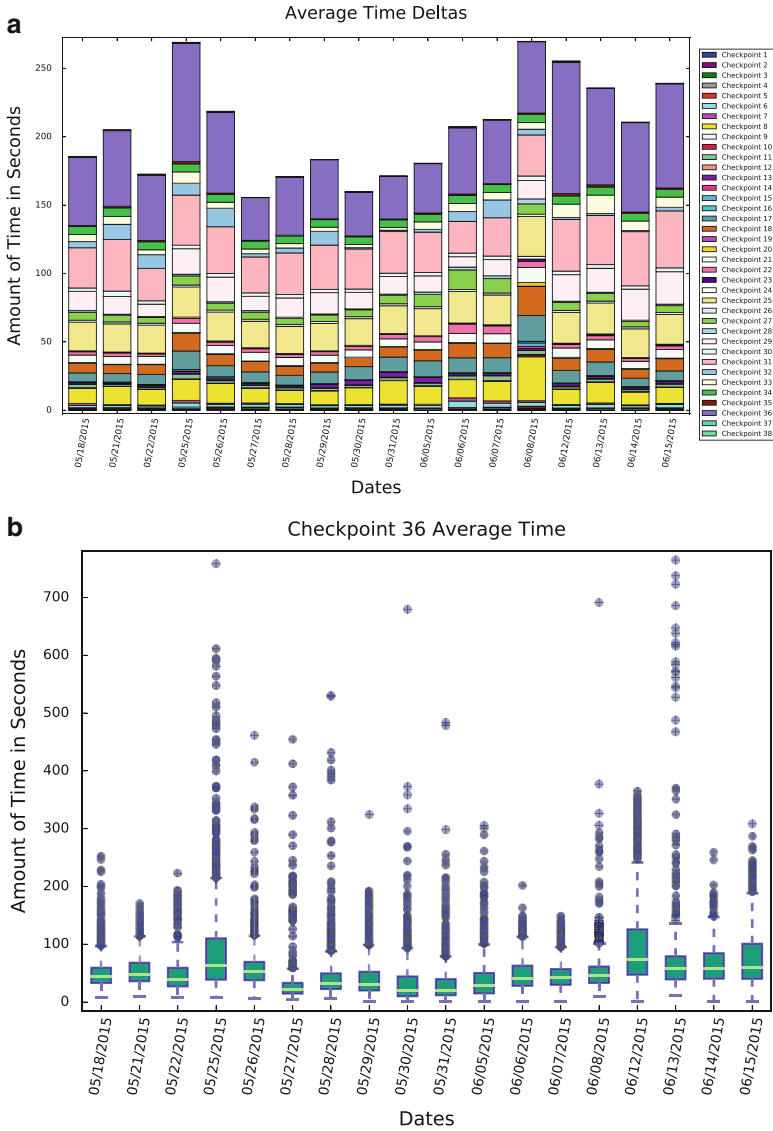 a
Average Time Deltas
Amount of Time in Seconds
250
200
150
100
50
0
05/18/2015
05/21/2015
05/22/2015
05/25/2015
05/26/2015
05/27/2015
05/28/2015
05/29/2015
05/30/2015
05/31/2015
06/05/2015
06/06/2015
06/07/2015
06/08/2015
06/12/2015
06/13/2015
06/14/2015
06/15/2015
Dates
Checkpoint 1
Checkpoint 2
Checkpoint 3
Checkpoint 4
Checkpoint 5
Checkpoint 6
Checkpoint 7
Checkpoint 8
Checkpoint 9
Checkpoint 10
Checkpoint 11
Checkpoint 12
Checkpoint 13
Checkpoint 14
Checkpoint 15
Checkpoint 16
Checkpoint 17
Checkpoint 18
Checkpoint 19
Checkpoint 20
Checkpoint 21
Checkpoint 22
Checkpoint 23
Checkpoint 24
Checkpoint 25
Checkpoint 26
Checkpoint 27
Checkpoint 28
Checkpoint 29
Checkpoint 30
Checkpoint 31
Checkpoint 32
Checkpoint 33
Checkpoint 34
Checkpoint 35
Checkpoint 36
Checkpoint 37
Checkpoint 38
b
Checkpoint 36 Average Time
Amount of Time in Seconds
700
600
500
400
300
200
100
0
05/18/2015
05/21/2015
05/22/2015
05/25/2015
05/26/2015
05/27/2015
05/28/2015
05/29/2015
05/30/2015
05/31/2015
06/05/2015
06/06/2015
06/07/2015
06/08/2015
06/12/2015
06/13/2015
06/14/2015
06/15/2015
Dates